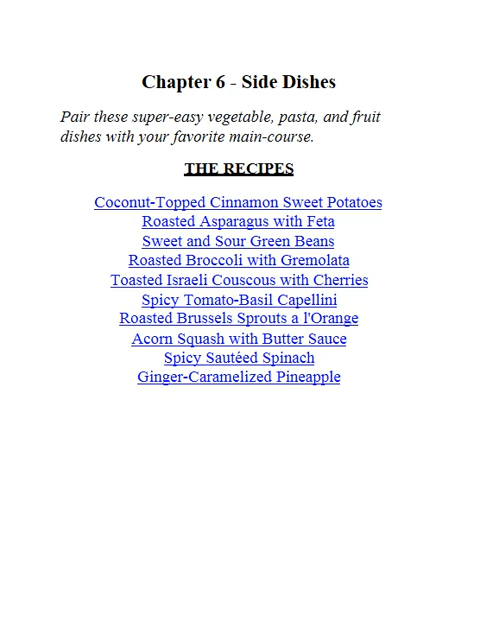 Chapter 6 - Side Dishes
Pair these super-easy vegetable, pasta, and fruit
dishes with your favorite main-course.
THE RECIPES
Coconut-Topped Cinnamon Sweet Potatoes
Roasted Asparagus with Feta
Sweet and Sour Green Beans
Roasted Broccoli with Gremolata
Toasted Israeli Couscous with Cherries
Spicy Tomato-Basil Capellini
Roasted Brussels Sprouts a l'Orange
Acorn Squash with Butter Sauce
Spicy Sautéed Spinach
Ginger-Caramelized Pineapple